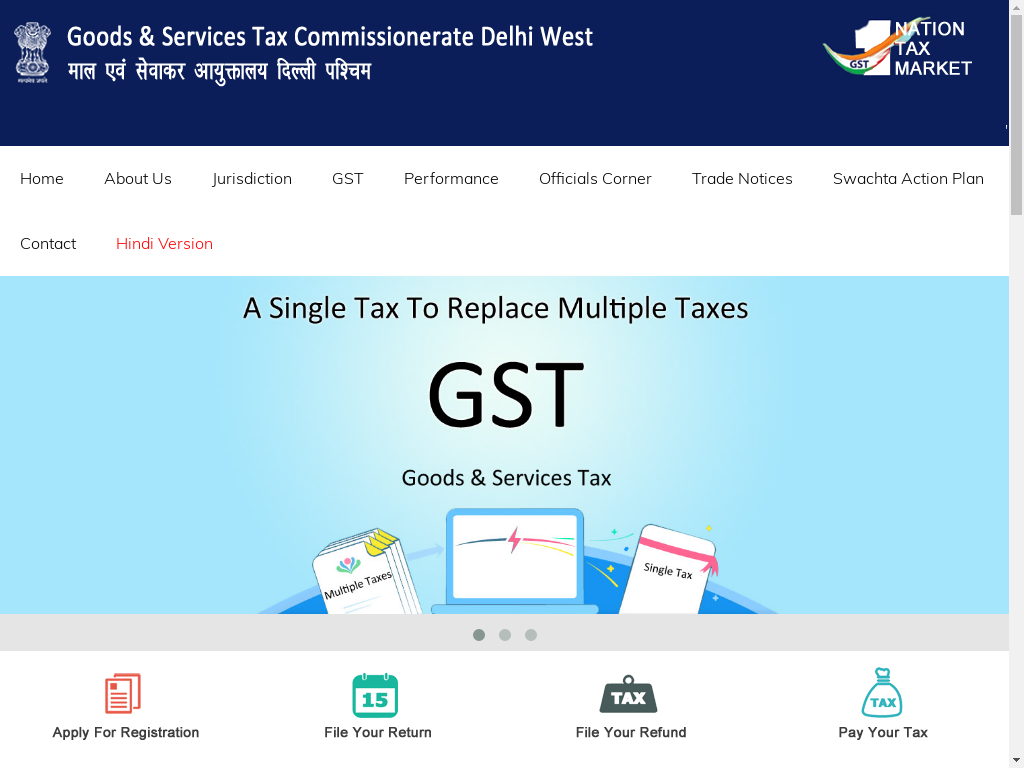 Goods & Services Tax Commissionerate Delhi West
माल एवं सेवाकर आयुक्तालय दिल्ली पश्चिम
GST
NATION
TAX
MARKET
Home About Us Jurisdiction GST Performance Officials Corner Trade Notices Swachta Action Plan
Contact Hindi Version
A Single Tax To Replace Multiple Taxes
GST
Goods & Services Tax
Multiple Taxes
Single Tax
15
TAX
TAX
Apply For Registration File Your Return File Your Refund Pay Your Tax